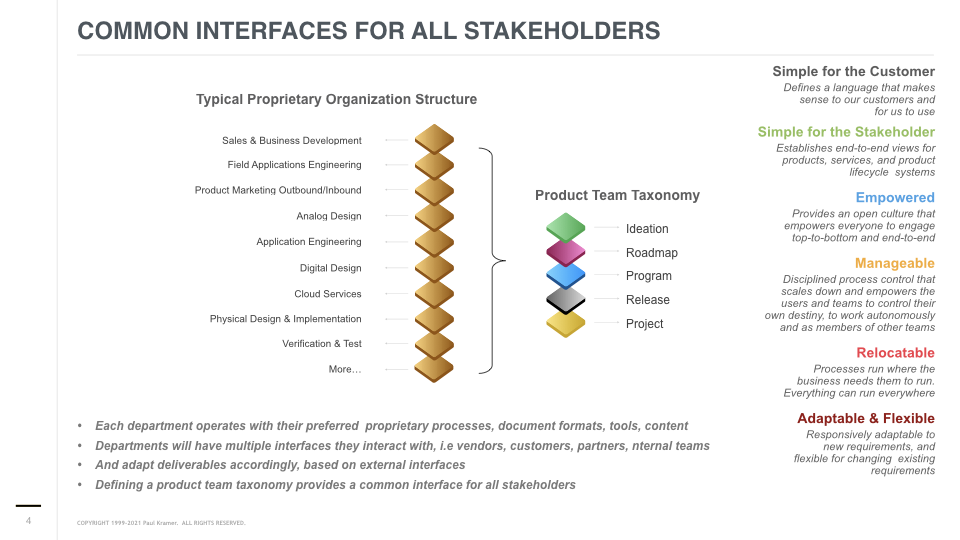 COMMON INTERFACES FOR ALL STAKEHOLDERS
Typical Proprietary Organization Structure
Sales & Business Development
Field Applications Engineering
Product Marketing Outbound/Inbound
Analog Design
Application Engineering
Digital Design
Cloud Services
Physical Design & Implementation
Verification & Test
More…
Product Team Taxonomy
Ideation
Roadmap
Program
Release
Project
Simple for the Customer
Defines a language that makes
sense to our customers and
for us to use
Simple for the Stakeholder
Establishes end-to-end views for
products, services, and product
lifecycle  systems
Empowered
Provides an open culture that
empowers everyone to engage
top-to-bottom and end-to-end
Manageable
Disciplined process control that
scales down and empowers the
users and teams to control their
own destiny, to work autonomously
and as members of other teams
Relocatable
Processes run where the
business needs them to run.
Everything can run everywhere
Adaptable & Flexible
Responsively adaptable to
new requirements, and
flexible for changing  existing
requirements
• Each department operates with their preferred  proprietary processes, document formats, tools, content
• Departments will have multiple interfaces they interact with, i.e vendors, customers, partners, nternal teams
• And adapt deliverables accordingly, based on external interfaces
• Defining a product team taxonomy provides a common interface for all stakeholders
4
COPYRIGHT 1999-2021 Paul Kramer.  ALL RIGHTS RESERVED.